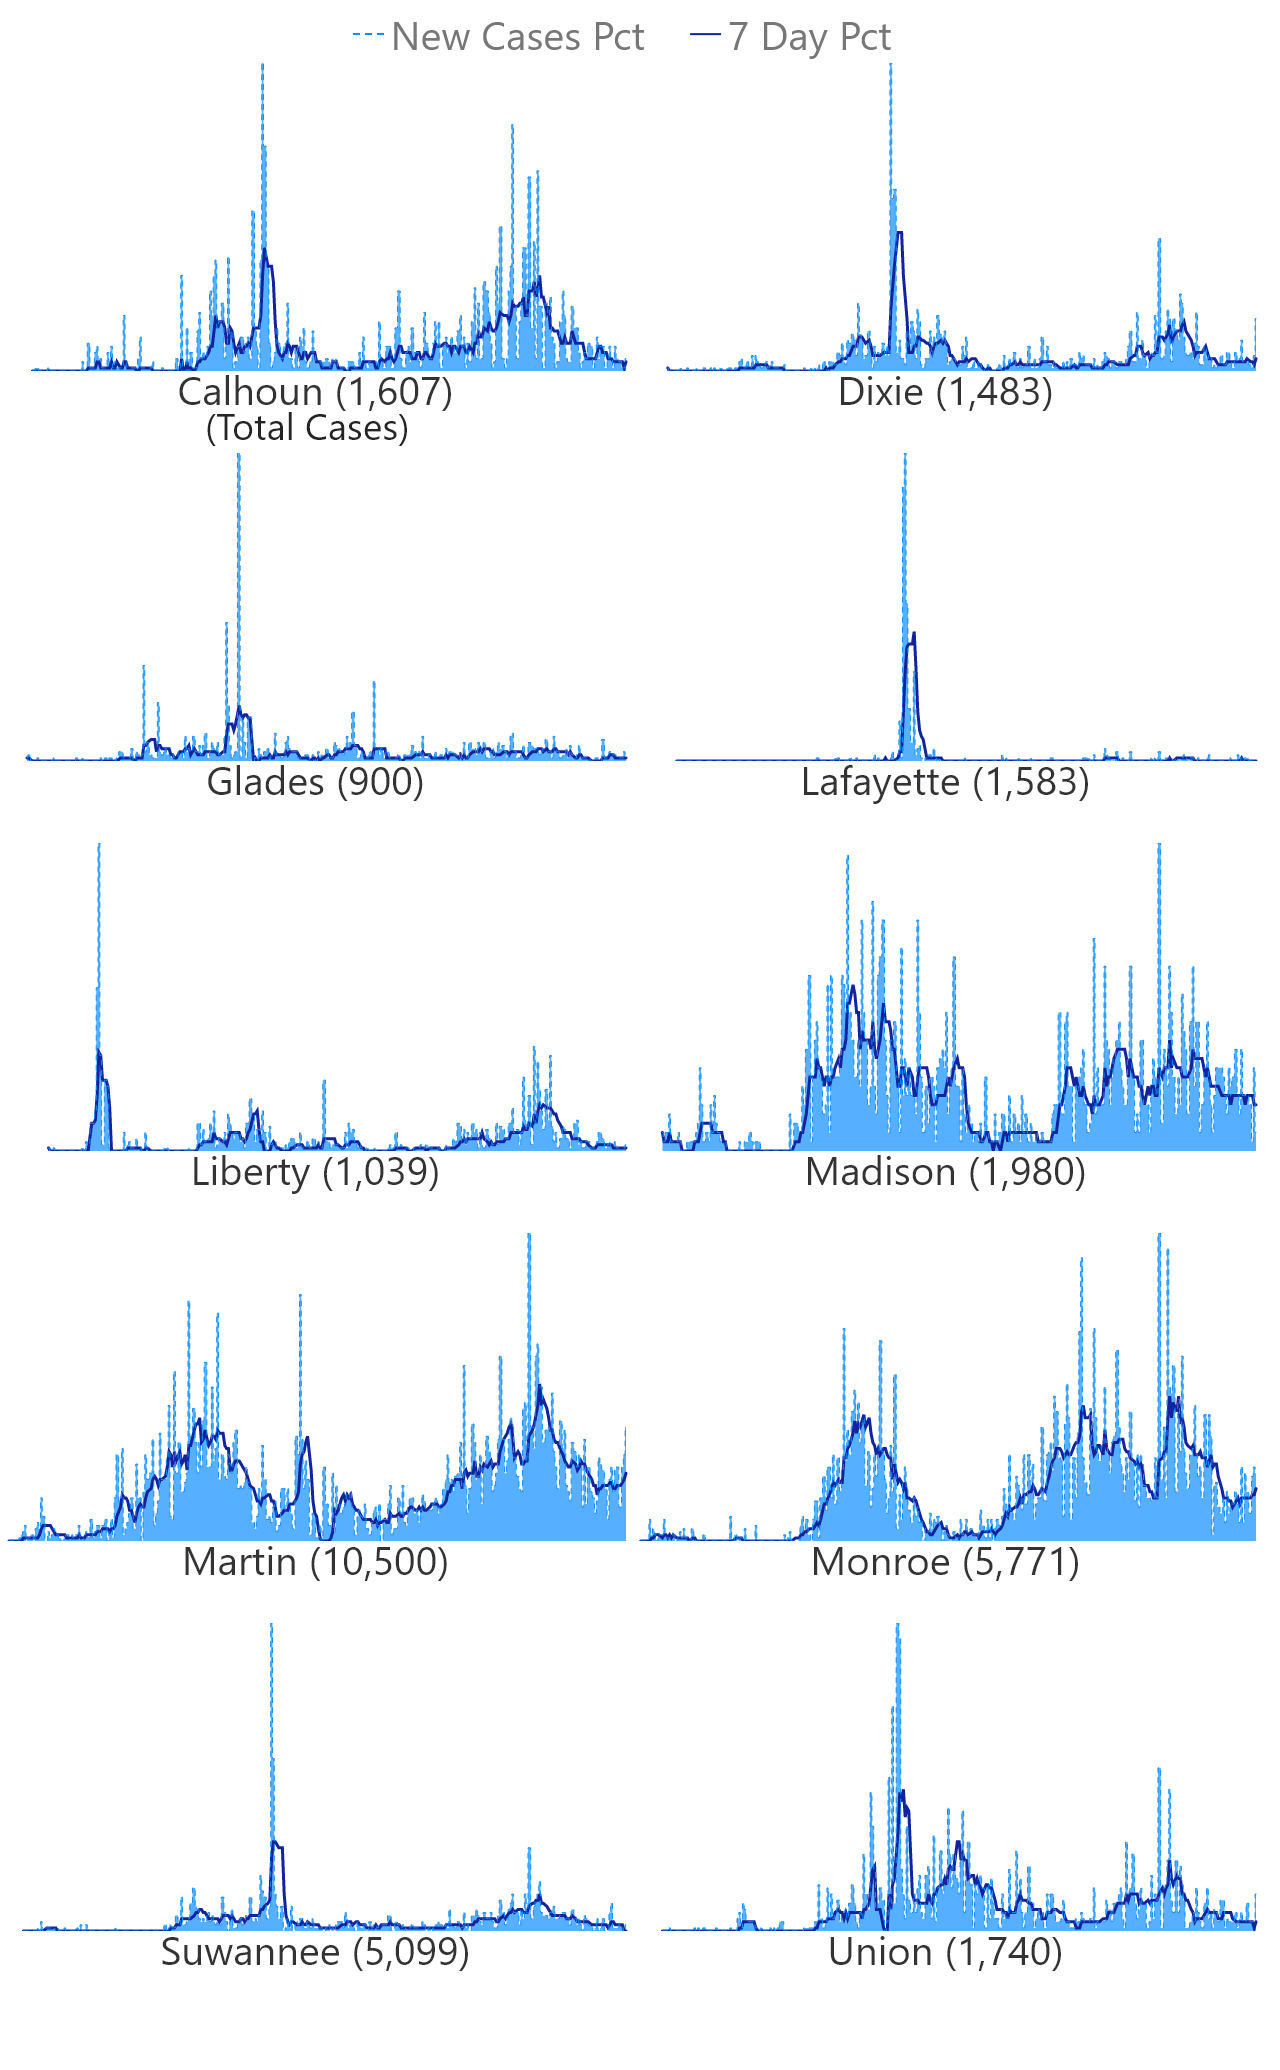 New Cases Pct 7 Day Pct
Calhoun (1,607) Dixie (1,483)
(Total Cases)
Glades (900) Lafayette (1,583)
Liberty (1,039) Madison (1,980)
Martin (10,500) Monroe (5,771)
Suwannee (5,099) Union (1,740)